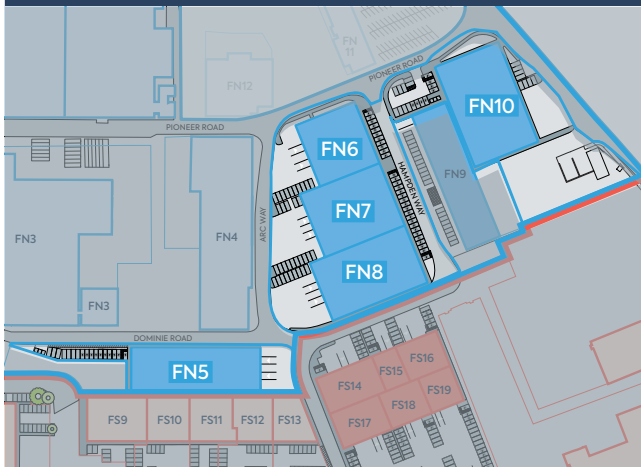 FN
11
FN12
PIONEER ROAD
FN10
PIONEER ROAD
FN6
HAMPDEN WAY
FN9
FN7
ARC WAY
FN3
FN4
FN8
FN3
DOMINIE ROAD
FN5
FS16
FS15
FS14
FS19
FS18
FS17
FS9
FS10
FS11
FS12
FS13